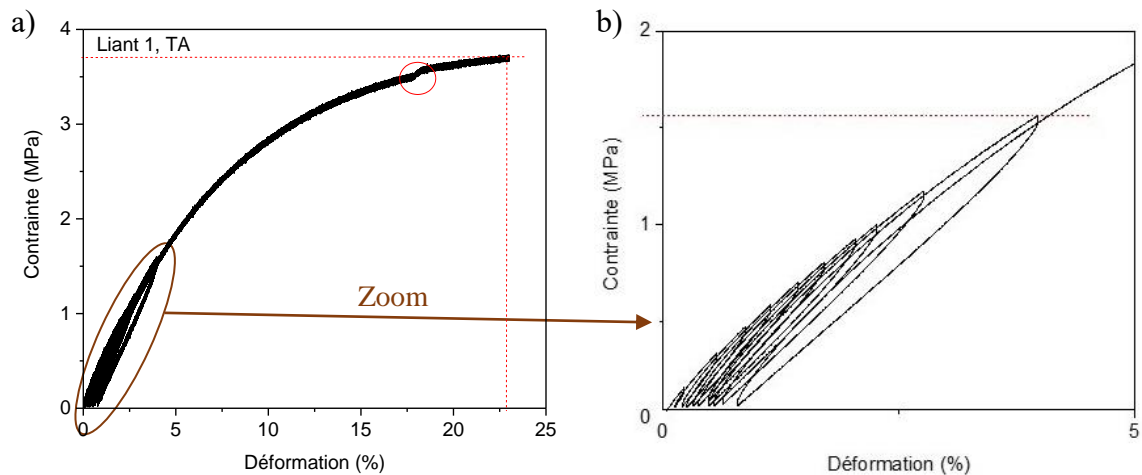 a)
Liant 1, TA
Contrainte (MPa)
4
3
2
1
0
0
5
10
15
20
25
Déformation (%)
Zoom
b)
Contrainte (MPa)
2
1
0
0
5
Déformation (%)